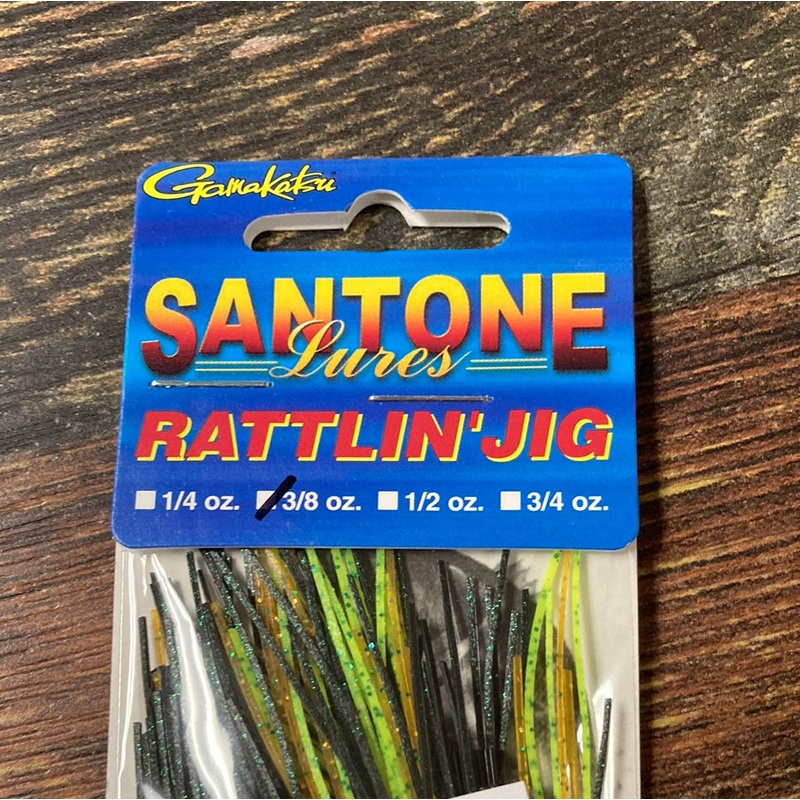 Gamakatsu
SANTONE
Lures
RATTLIN' JIG
1/4 oz. 3/8 oz. 1/2 oz. 3/4 oz.